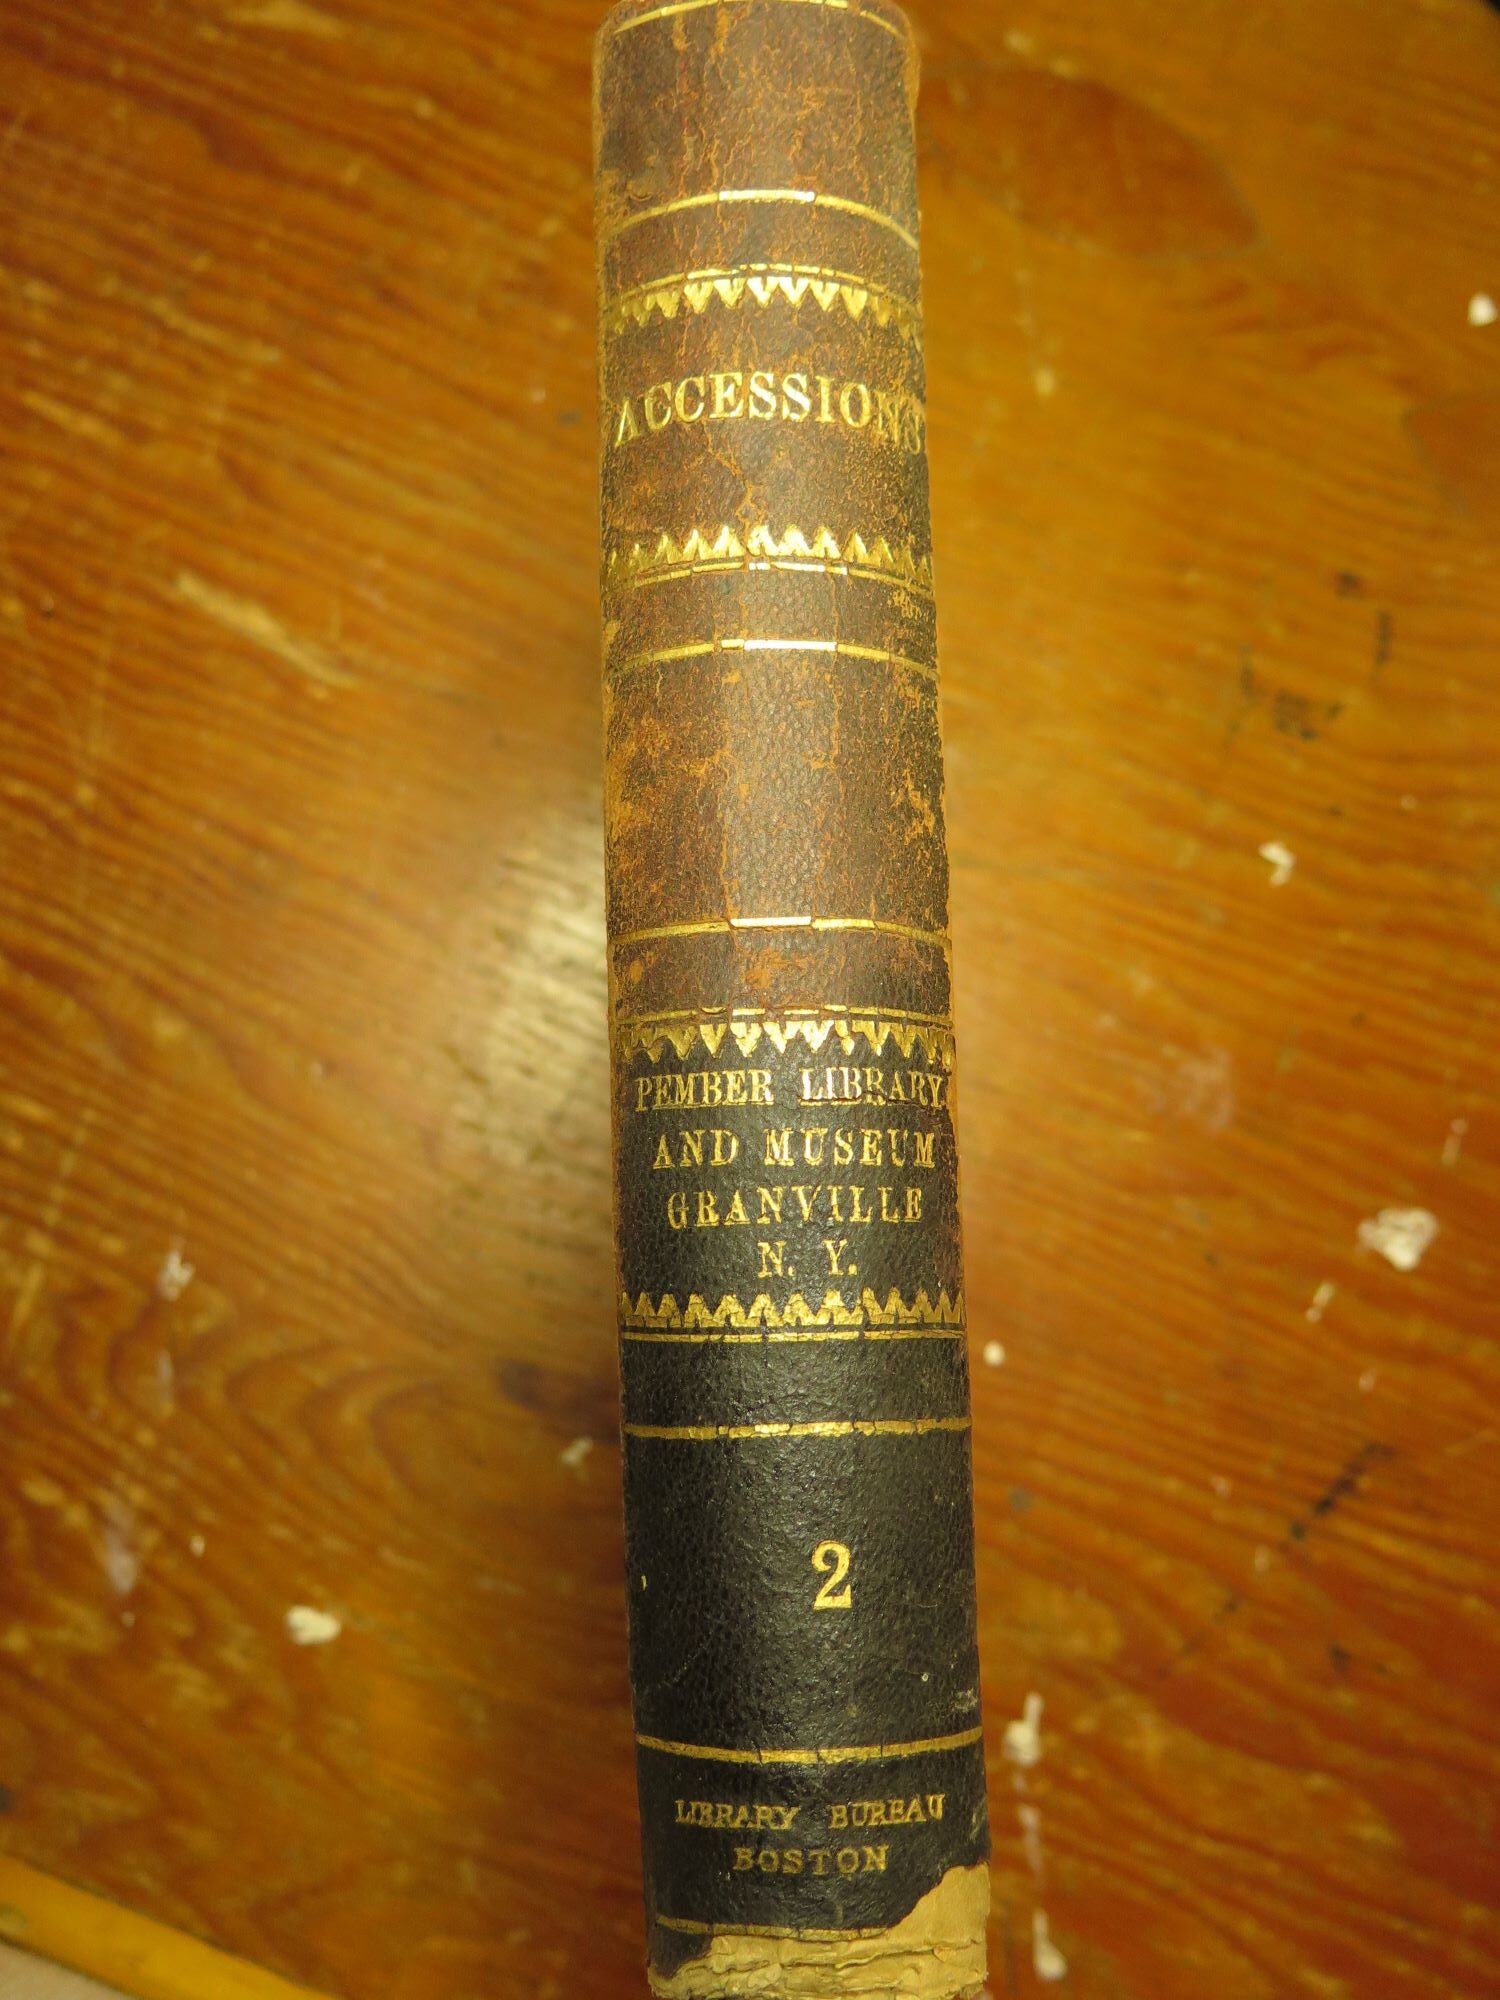 ACCESSIONS
PEMBER LIBRARY
AND MUSEUM
GRANVILLE
N. Y.
2
LIBRARY BUREAU
BOSTON